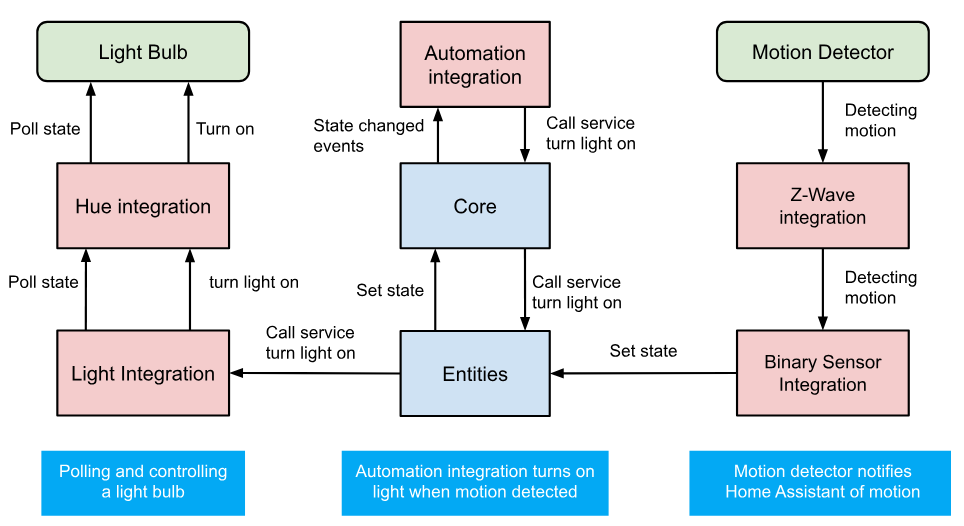 Light Bulb
Automation
integration
Motion Detector
Poll state
Turn on
State changed
events
Call service
turn light on
Detecting
motion
Hue integration
Core
Z-Wave
integration
Poll state
turn light on
Set state
Call service
turn light on
Detecting
motion
Light Integration
Call service
turn light on
Entities
Set state
Binary Sensor
Integration
Polling and controlling
a light bulb
Automation integration turns on
light when motion detected
Motion detector notifies
Home Assistant of motion